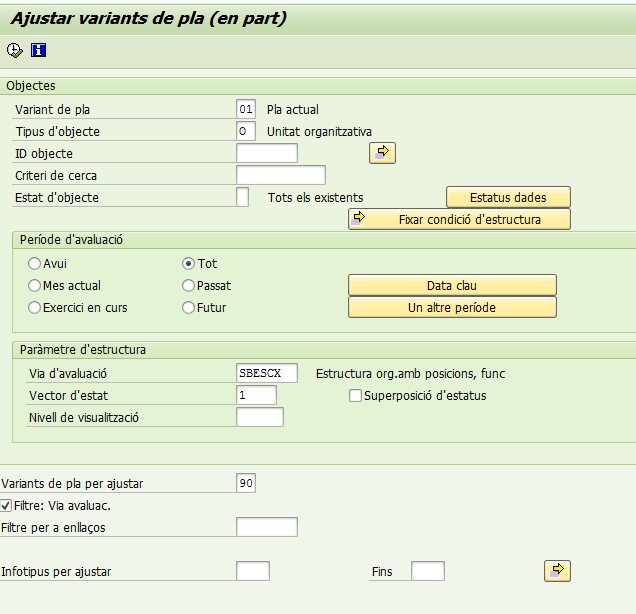 Ajustar variants de pla (en part)
Objectes
Variant de pla 01 Pla actual
Tipus d'objecte O Unitat organitzativa
ID objecte
Criteri de cerca
Estat d'objecte Tots els existents Estatus dades
Fixar condició d'estructura
Període d'avaluació
Avui Tot
Mes actual Passat Data clau
Exercici en curs Futur Un altre període
Paràmetre d'estructura
Via d'avaluació SBESCX Estructura org.amb posicions, func
Vector d'estat 1 Superposició d'estatus
Nivell de visualització
Variants de pla per ajustar 90
Filtre: Via avaluac.
Filtre per a enllaços
Infotipus per ajustar Fins